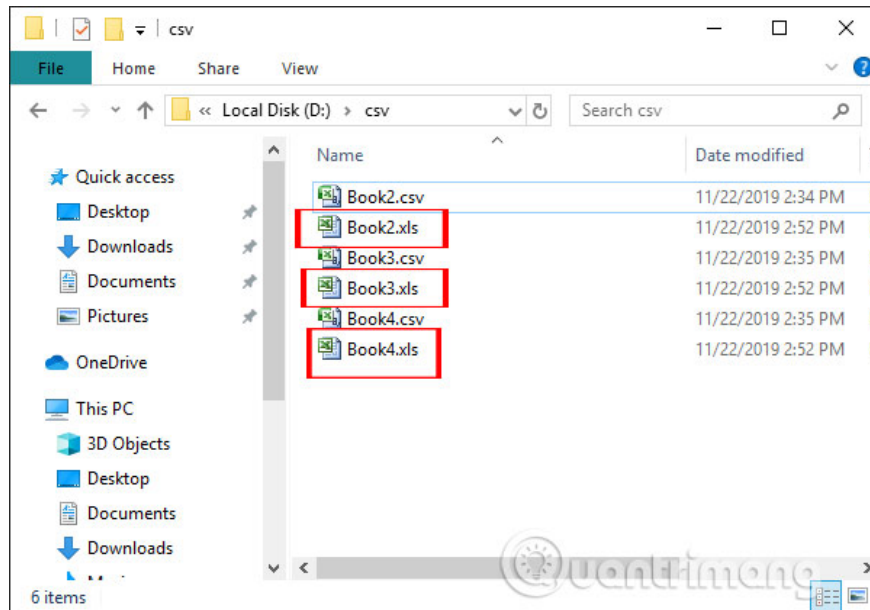 csv
File Home Share View
?
« Local Disk (D:) > csv
Search csv
Name
Date modified
Quick access
Desktop
Downloads
Documents
Pictures
OneDrive
This PC
3D Objects
Desktop
Documents
Downloads
Book2.csv 11/22/2019 2:34 PM
Book2.xls 11/22/2019 2:52 PM
Book3.csv 11/22/2019 2:35 PM
Book3.xls 11/22/2019 2:52 PM
Book4.csv 11/22/2019 2:35 PM
Book4.xls 11/22/2019 2:52 PM
Quantrimang
6 items